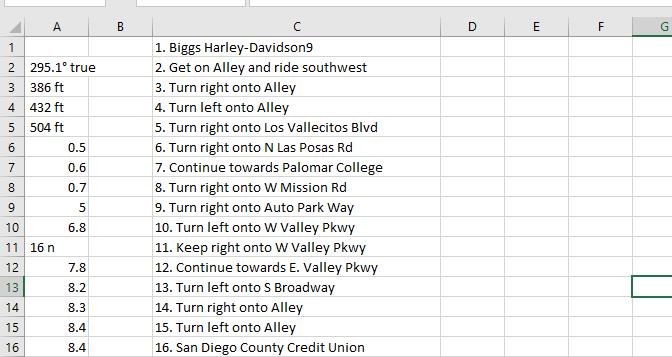 A B C D E F G
1 1. Biggs Harley-Davidson9
2 295.1° true 2. Get on Alley and ride southwest
3 386 ft 3. Turn right onto Alley
4 432 ft 4. Turn left onto Alley
5 504 ft 5. Turn right onto Los Vallecitos Blvd
6 0.5 6. Turn right onto N Las Posas Rd
7 0.6 7. Continue towards Palomar College
8 0.7 8. Turn right onto W Mission Rd
9 5 9. Turn right onto Auto Park Way
10 6.8 10. Turn left onto W Valley Pkwy
11 16 n 11. Keep right onto W Valley Pkwy
12 7.8 12. Continue towards E. Valley Pkwy
13 8.2 13. Turn left onto S Broadway
14 8.3 14. Turn right onto Alley
15 8.4 15. Turn left onto Alley
16 8.4 16. San Diego County Credit Union